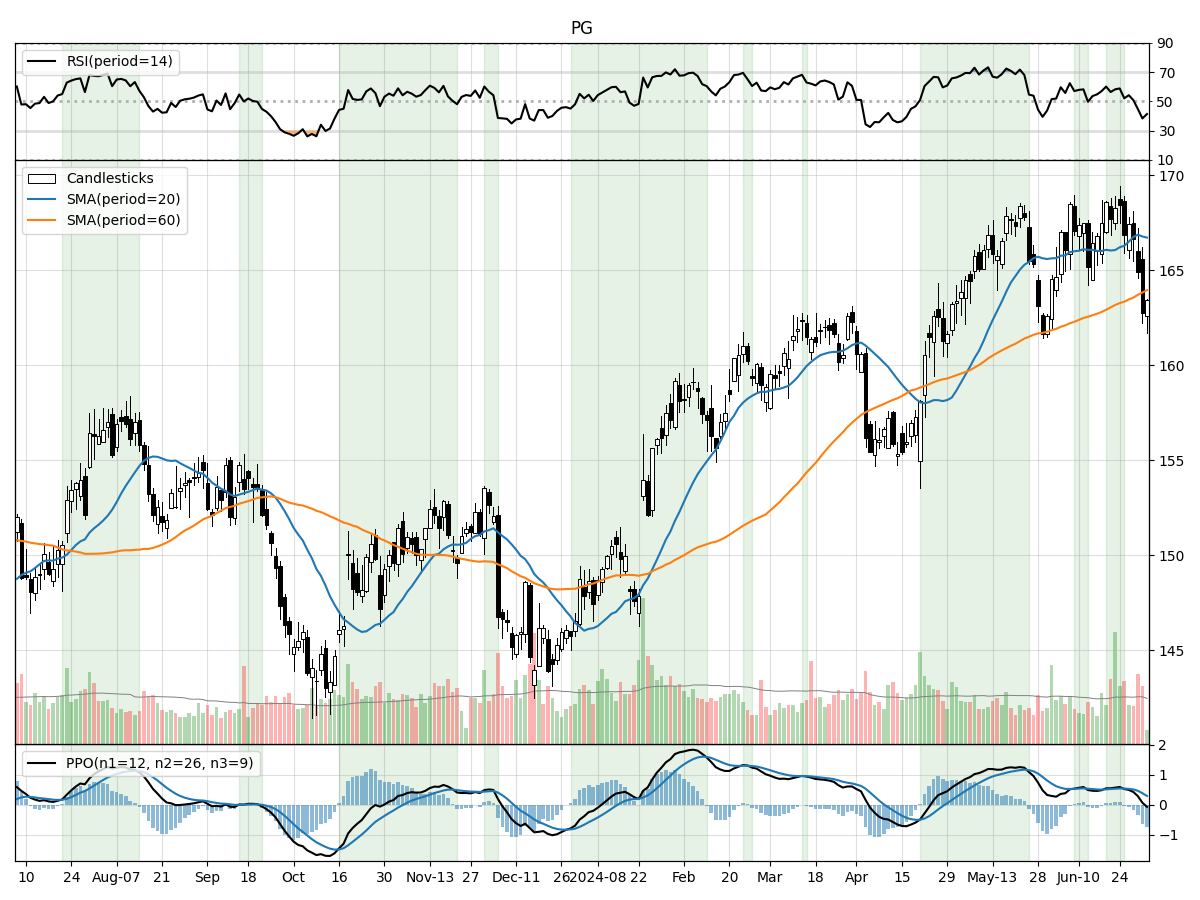 PG
RSI(period=14)
90
70
50
30
10
Candlesticks
SMA(period=20)
SMA(period=60)
170
165
160
155
150
145
PPO(n1=12, n2=26, n3=9)
2
1
0
−1
10 24 Aug-07 21 Sep 18 Oct 16 30 Nov-13 27 Dec-11 26 2024-08 22 Feb 20 Mar 18 Apr 15 29 May-13 28 Jun-10 24